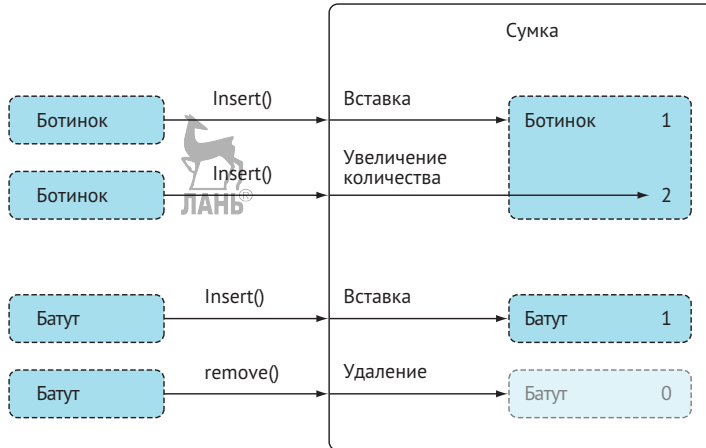 Сумка
Ботинок Insert() Вставка Ботинок 1
Ботинок Insert() Увеличение
количества 2
ЛАНЬ®
Батут Insert() Вставка Батут 1
Батут remove() Удаление Батут 0